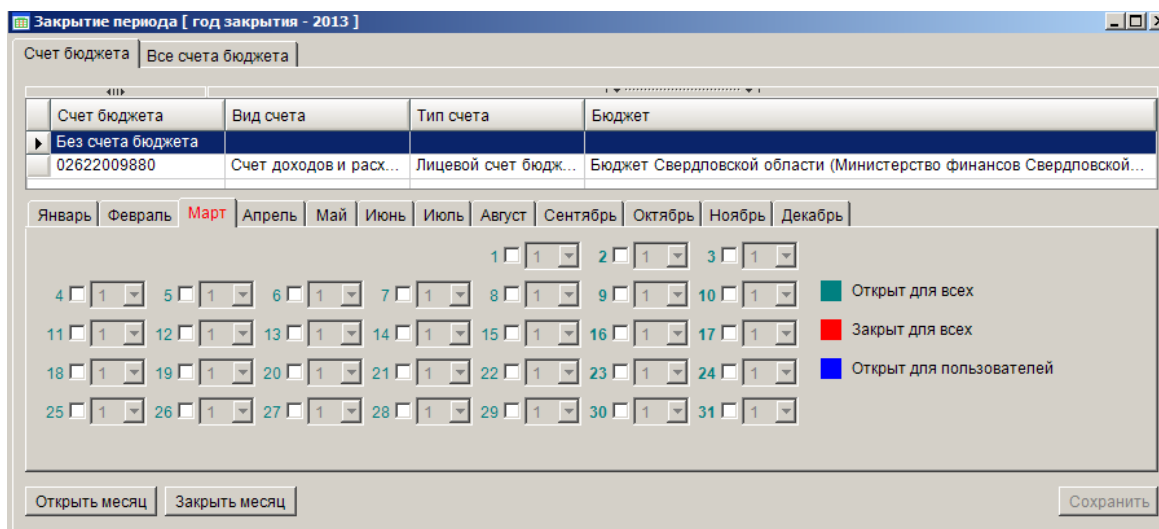 Закрытие периода [ год закрытия - 2013 ]
Счет бюджета Все счета бюджета
Счет бюджета Вид счета Тип счета Бюджет
Без счета бюджета
02622009880 Счет доходов и расх... Лицевой счет бюдж... Бюджет Свердловской области (Министерство финансов Свердловской...
Январь Февраль Март Апрель Май Июнь Июль Август Сентябрь Октябрь Ноябрь Декабрь
1 1 2 1 3 1
4 1 5 1 6 1 7 1 8 1 9 1 10 1 Открыт для всех
11 1 12 1 13 1 14 1 15 1 16 1 17 1 Закрыт для всех
18 1 19 1 20 1 21 1 22 1 23 1 24 1 Открыт для пользователей
25 1 26 1 27 1 28 1 29 1 30 1 31 1
Открыть месяц Закрыть месяц Сохранить